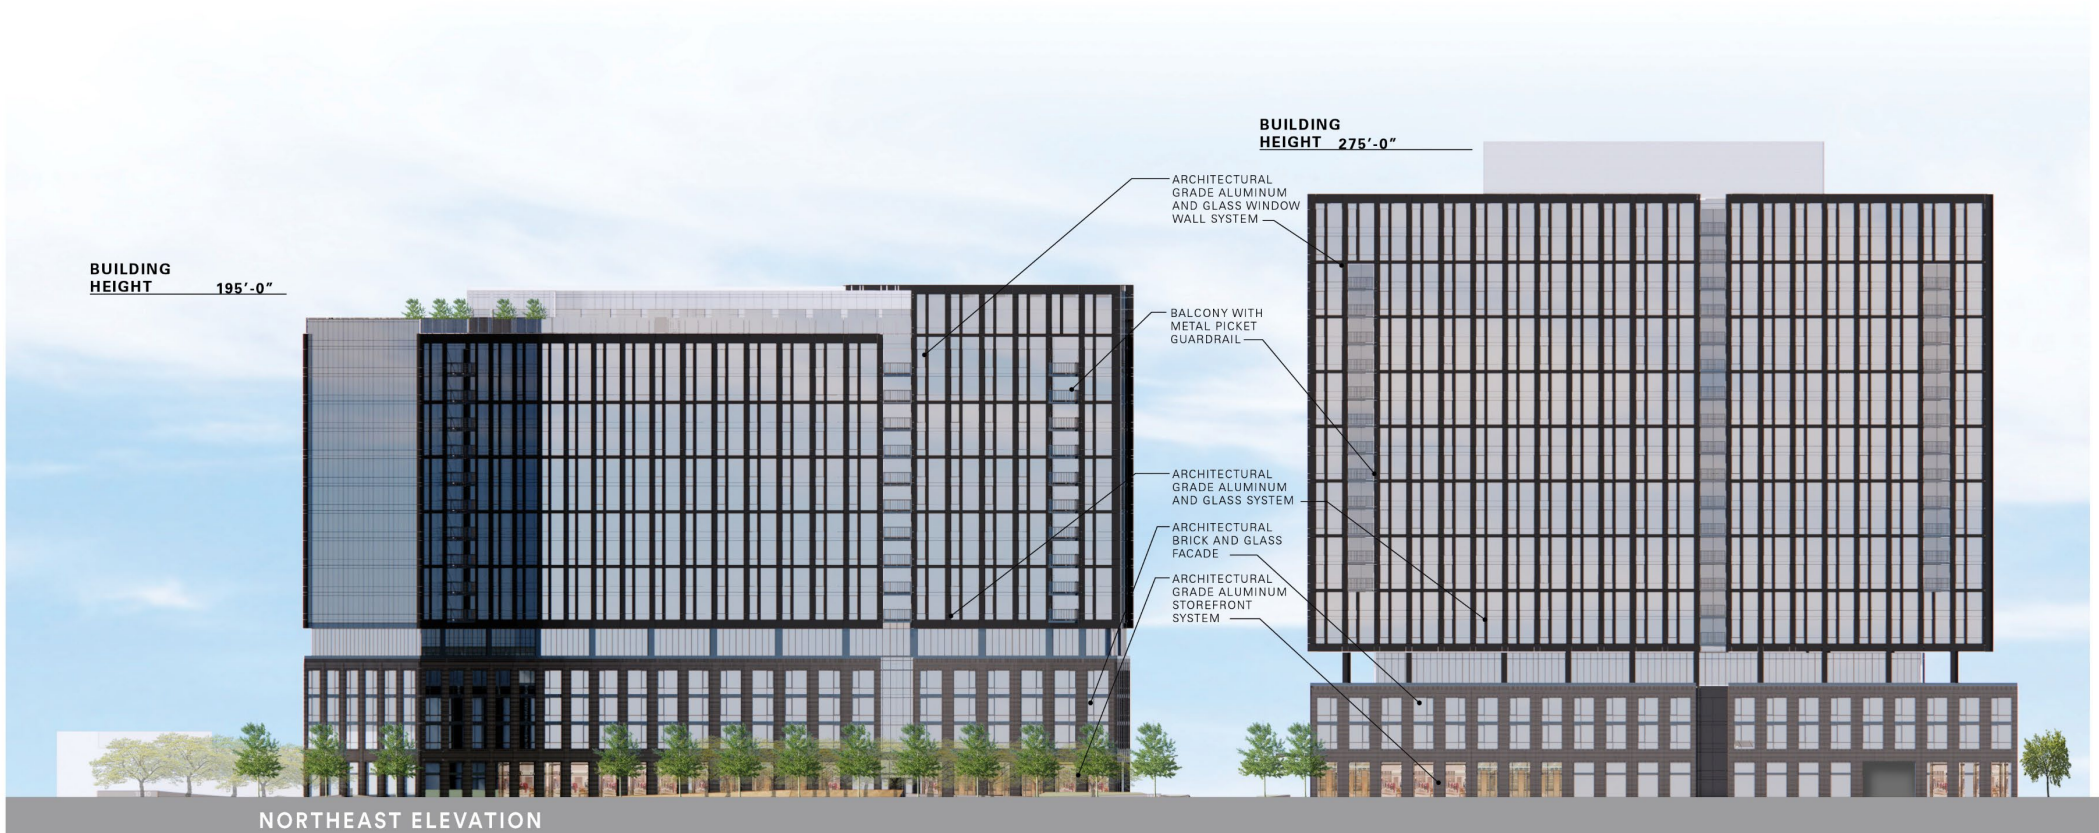 BUILDING
HEIGHT 275'-0"
ARCHITECTURAL
GRADE ALUMINUM
AND GLASS WINDOW
WALL SYSTEM
BUILDING
HEIGHT 195'-0"
BALCONY WITH
METAL PICKET
GUARDRAIL
ARCHITECTURAL
GRADE ALUMINUM
AND GLASS SYSTEM
ARCHITECTURAL
BRICK AND GLASS
FACADE
ARCHITECTURAL
GRADE ALUMINUM
STOREFRONT
SYSTEM
NORTHEAST ELEVATION